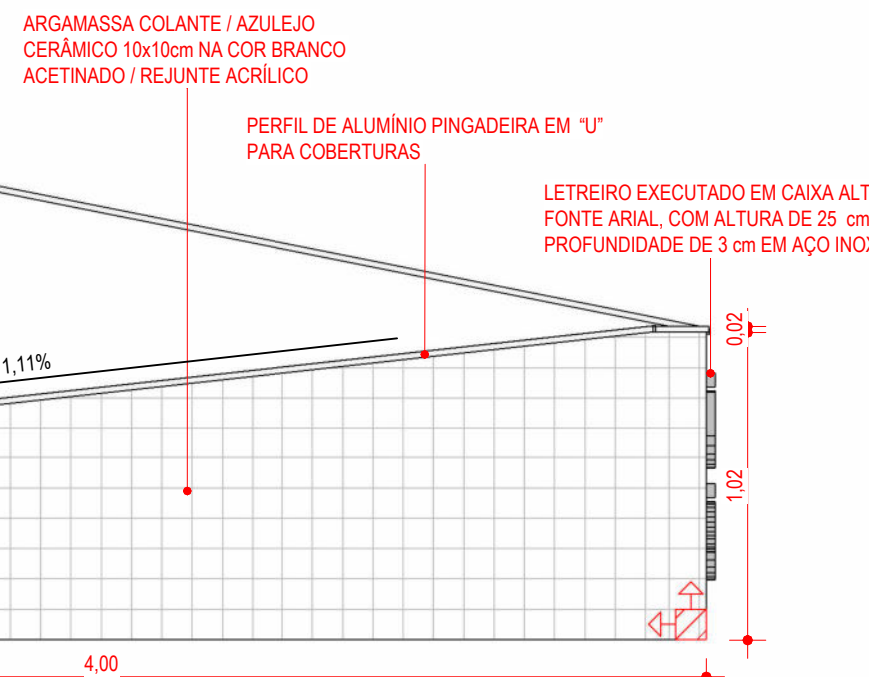 ARGAMASSA COLANTE / AZULEJO
CERÂMICO 10x10cm NA COR BRANCO
ACETINADO / REJUNTE ACRÍLICO
PERFIL DE ALUMÍNIO PINGADEIRA EM “U”
PARA COBERTURAS
LETREIRO EXECUTADO EM CAIXA ALT
FONTE ARIAL, COM ALTURA DE 25 cm
PROFUNDIDADE DE 3 cm EM AÇO INOX
0,02
1,11%
1,02
4,00